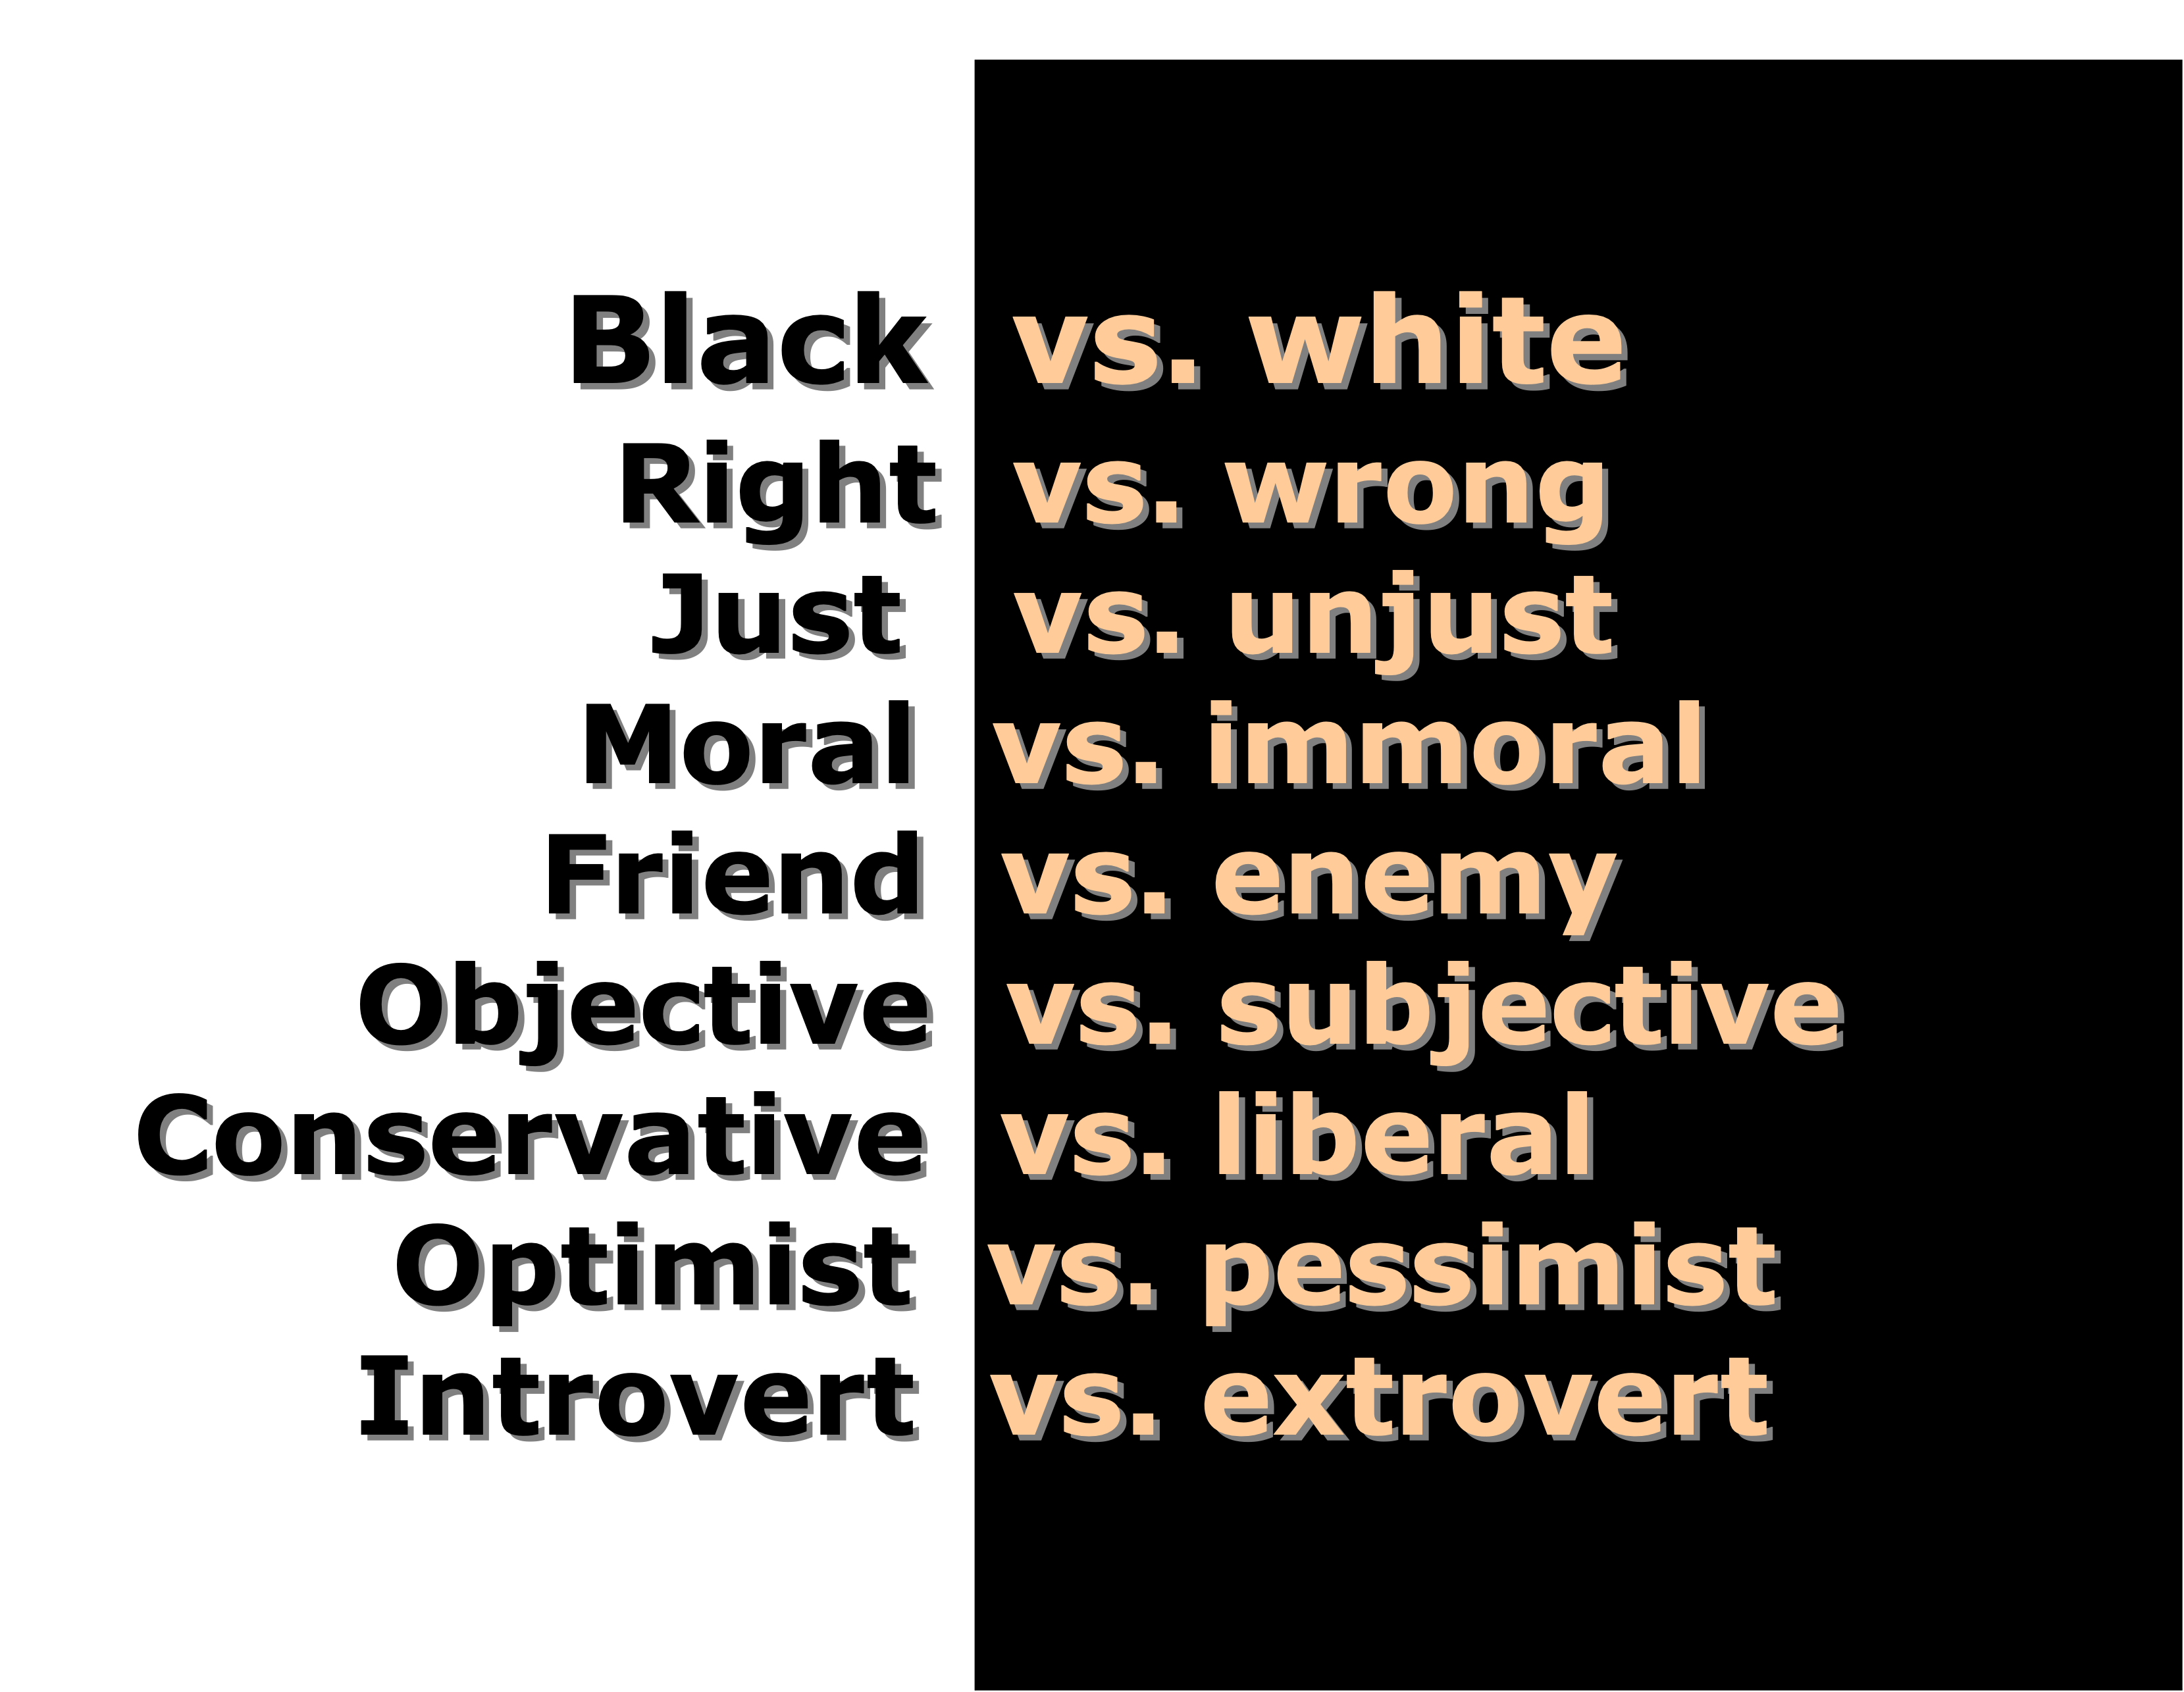 Black vs. white
Right vs. wrong
Just vs. unjust
Moral vs. immoral
Friend vs. enemy
Objective vs. subjective
Conservative vs. liberal
Optimist vs. pessimist
Introvert vs. extrovert